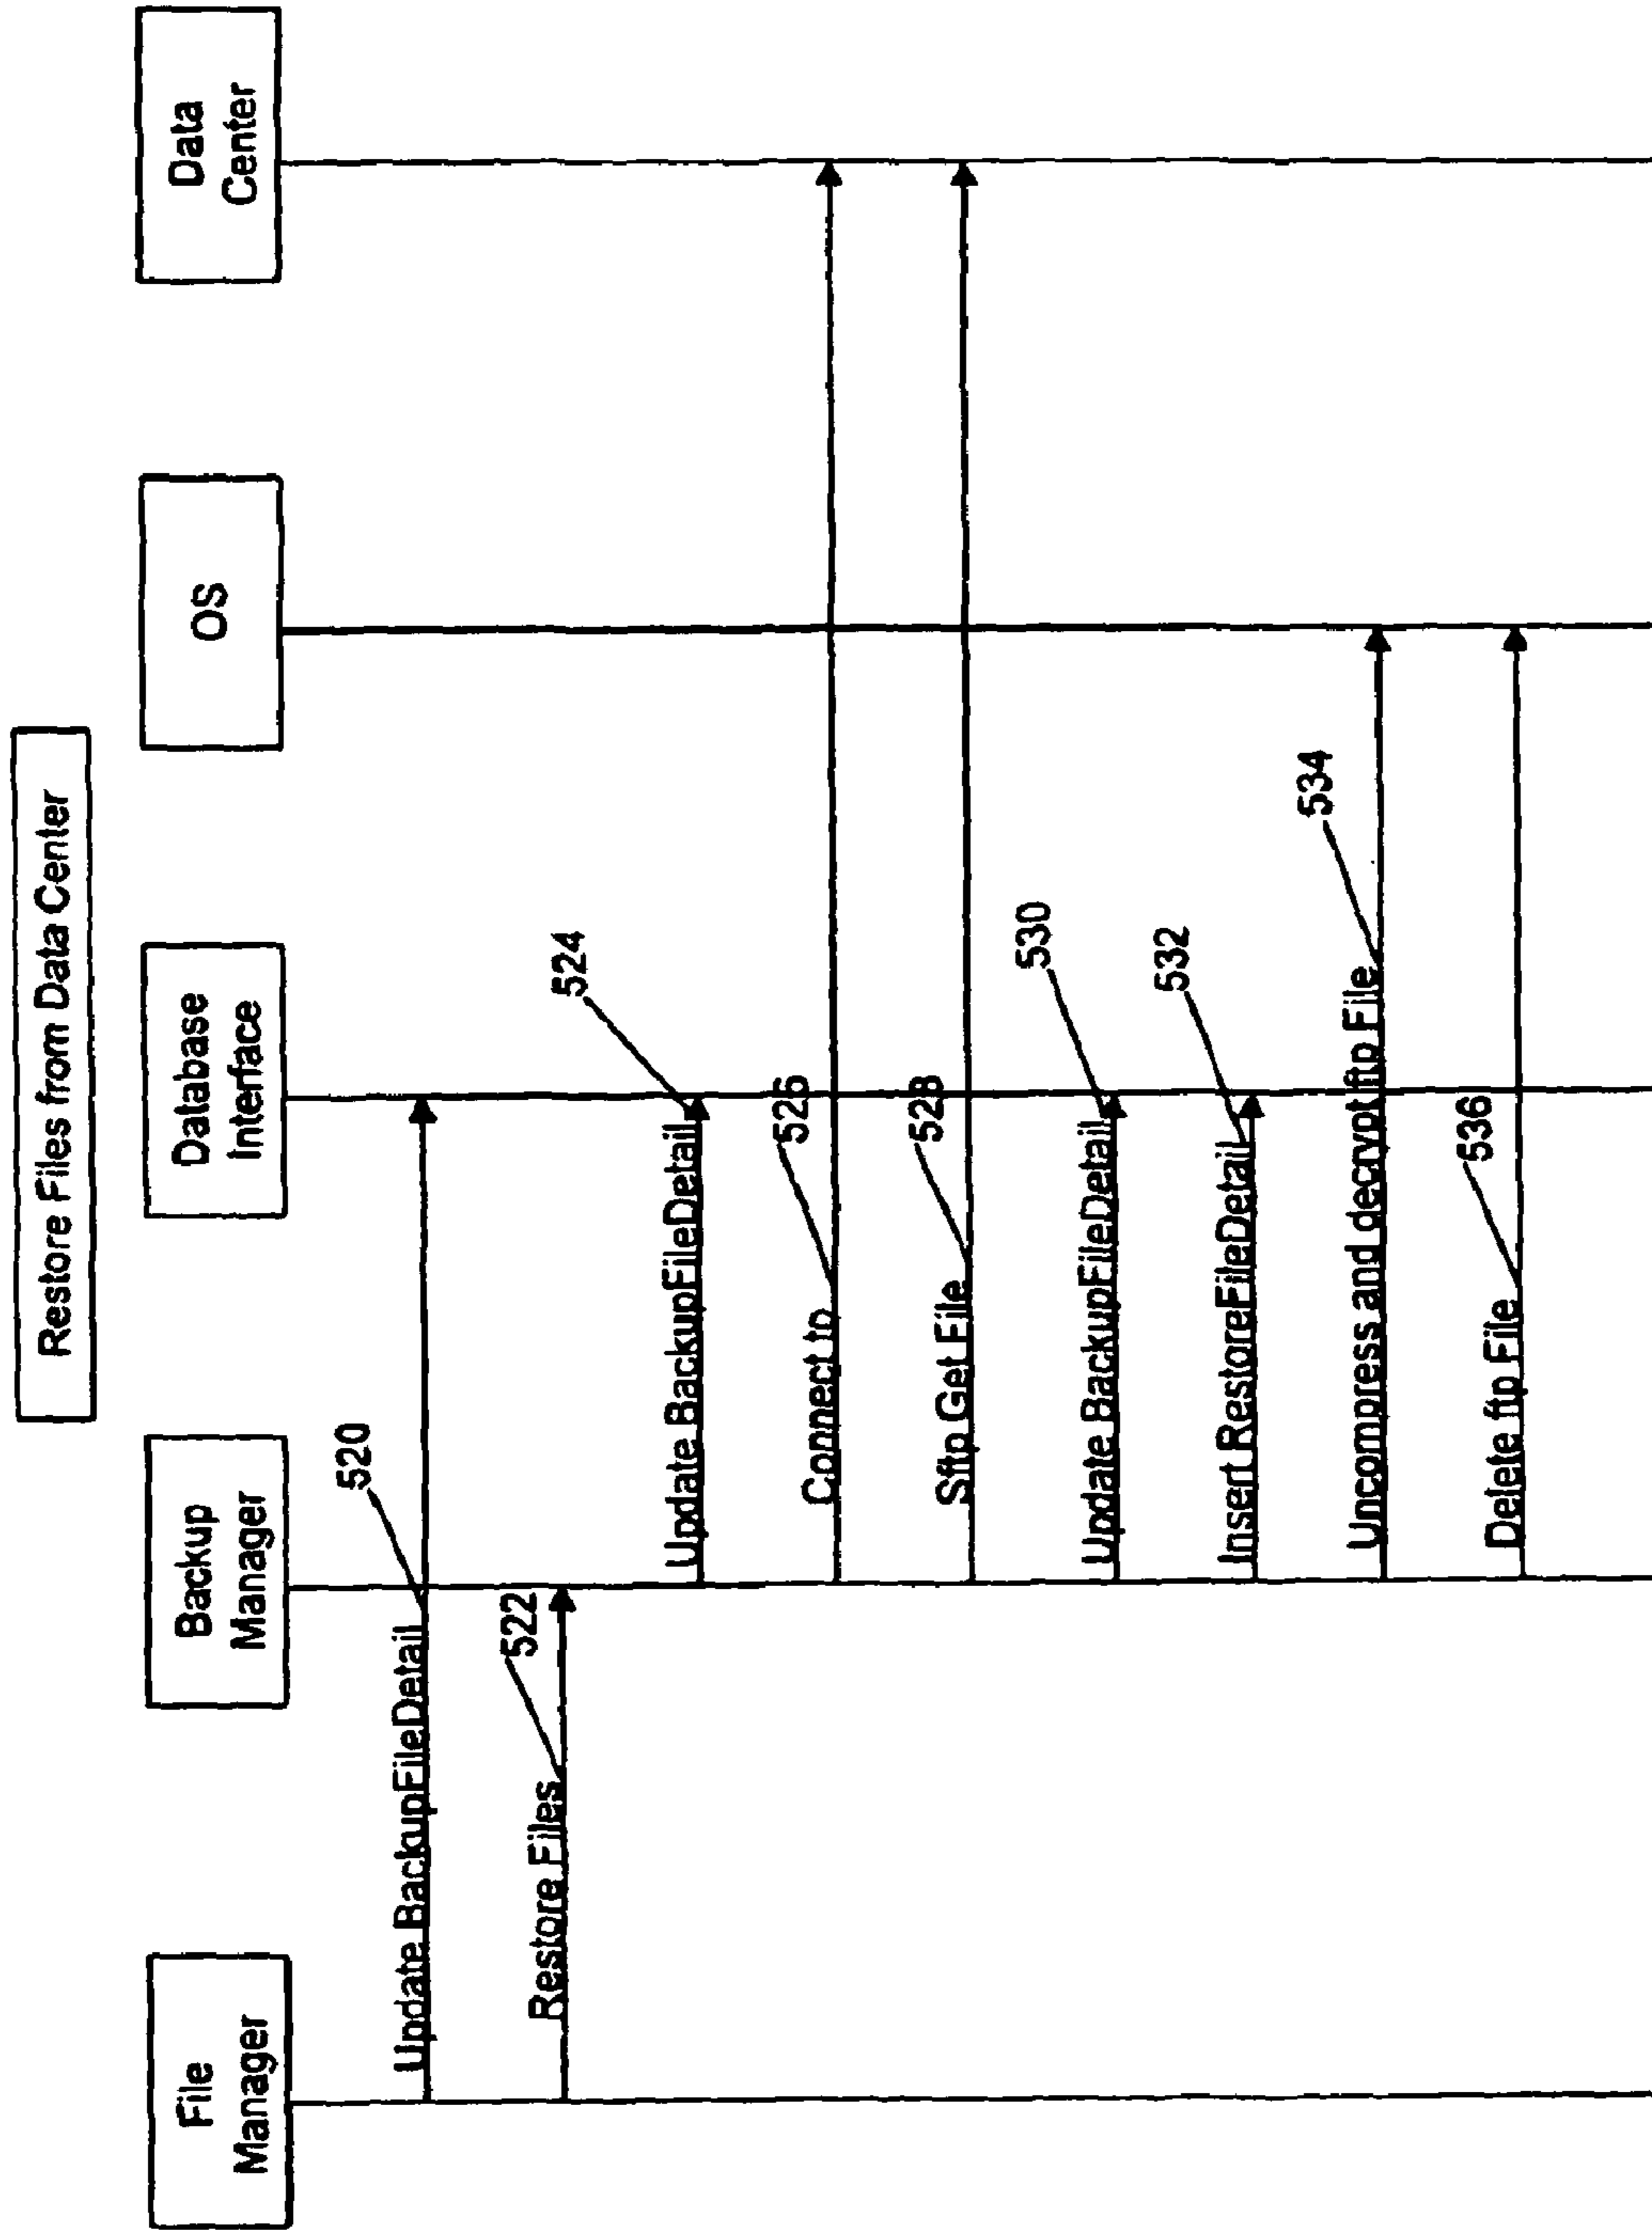 Restore Files from Data Center
File
Manager
Backup
Manager
Database
Interface
OS
Data
Center
Update BackupFileDetail
520
Restore Files
522
Update BackupFileDetail
524
Connect to
526
Sftp Get File
528
Update BackupFileDetail
530
Insert RestoreFileDetail
532
Uncompress and decrypt ftp File
534
Delete ftp File
536